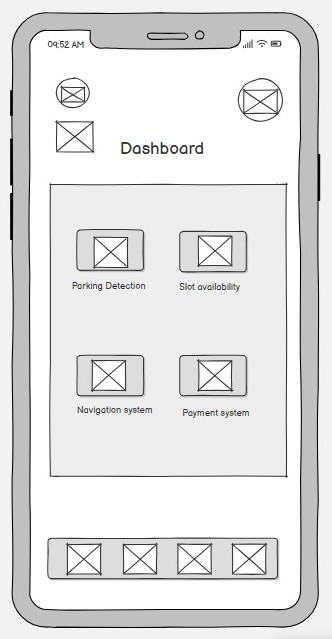 09:52 AM
Dashboard
Parking Detection
Slot availability
Navigation system
Payment system